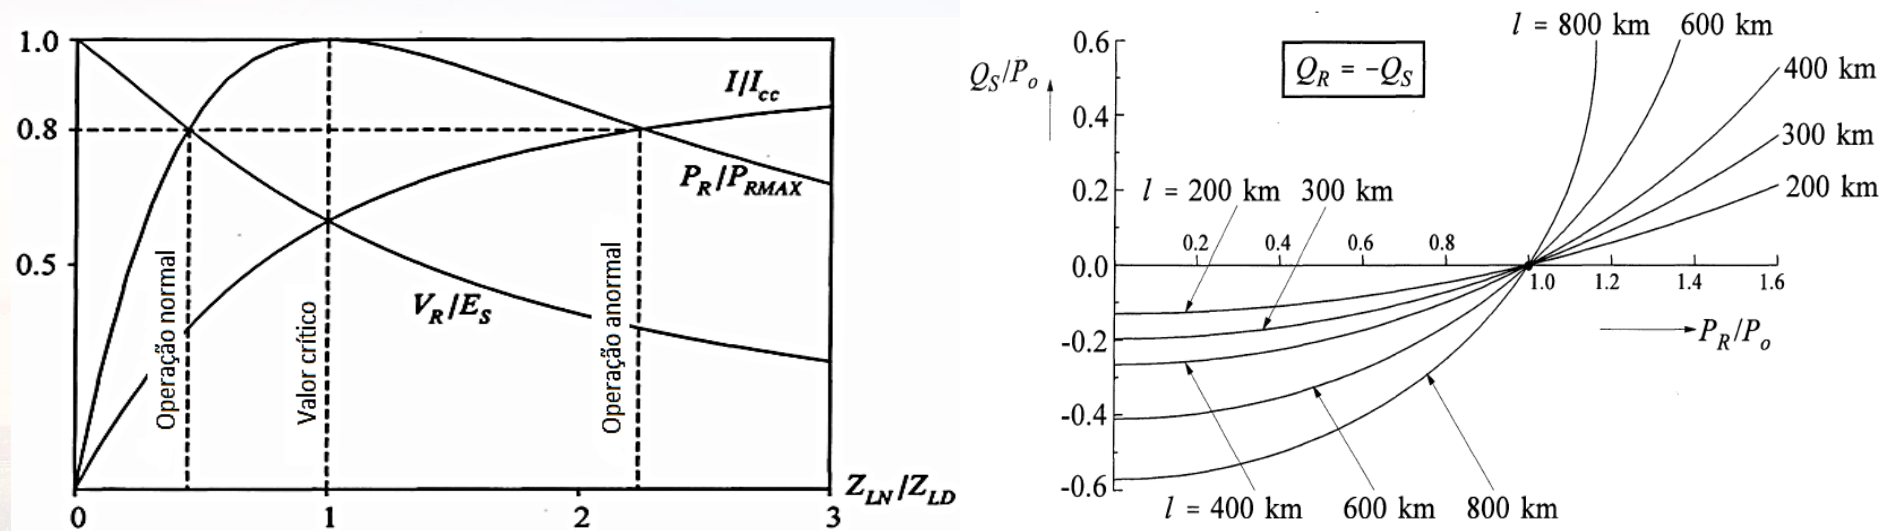 1.0
0.8
0.5
I/I_cc
P_R/P_RMAX
V_R/E_S
Operação normal
Valor crítico
Operação anormal
0
1
2
3
Z_LN/Z_LD
l = 800 km
600 km
400 km
300 km
200 km
Q_S/P_o
Q_R = -Q_S
0.6
0.4
0.2
0.0
-0.2
-0.4
-0.6
l = 200 km
300 km
0.2
0.4
0.6
0.8
1.0
1.2
1.4
1.6
P_R/P_o
l = 400 km
600 km
800 km